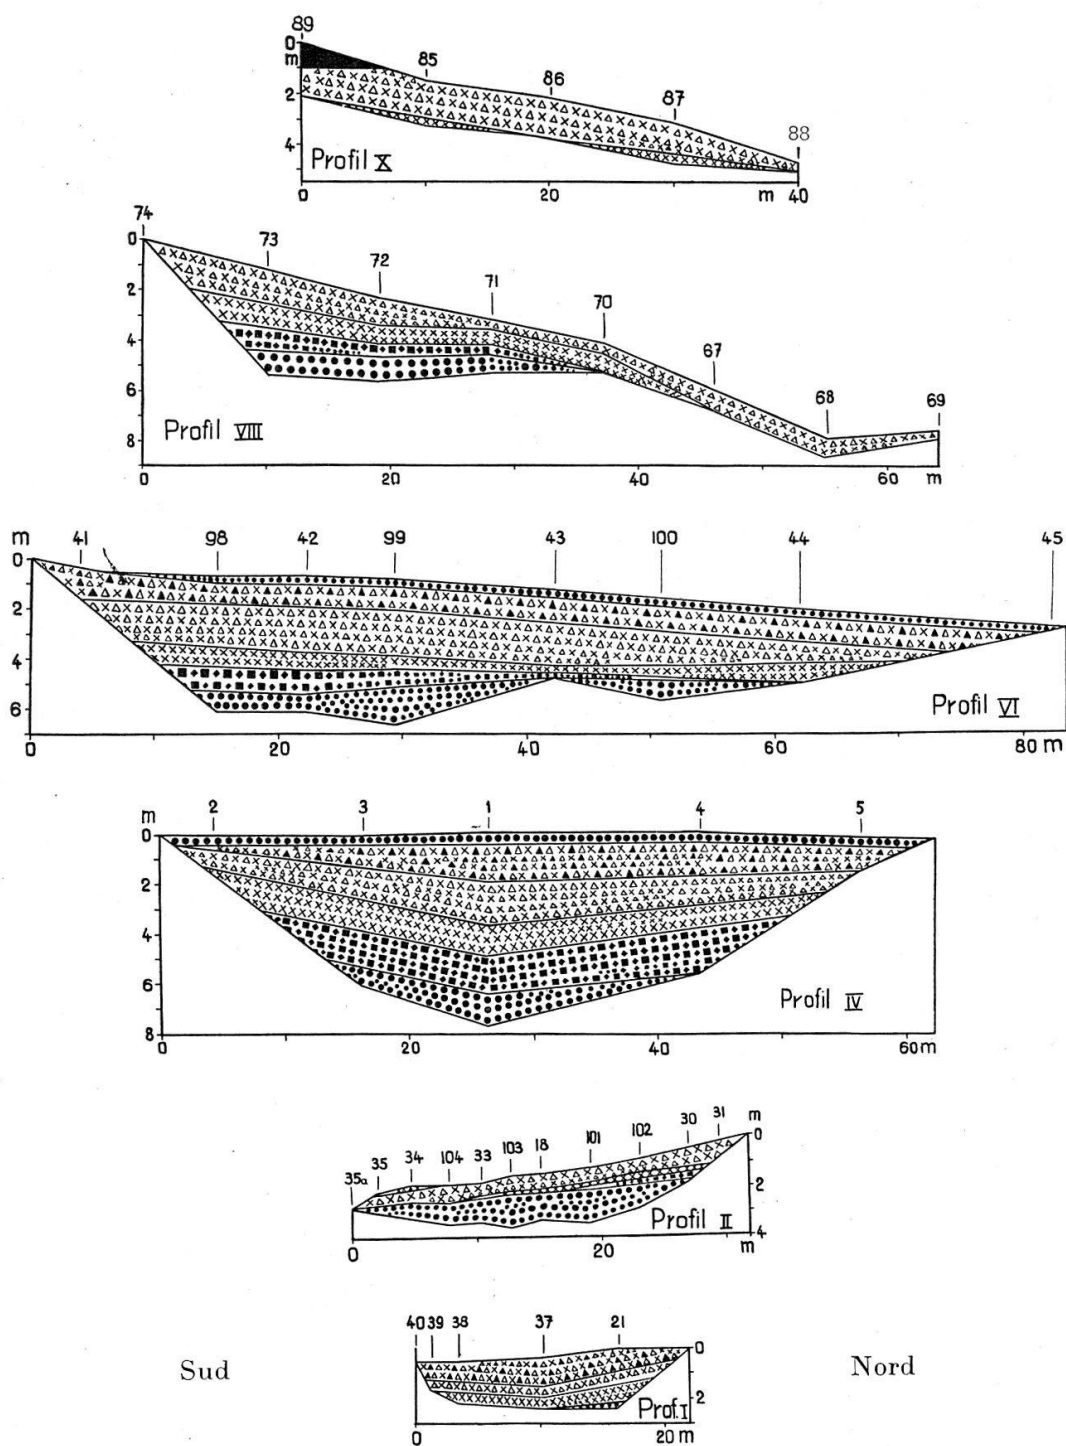 89
0
m
85
86
87
88
2
4
Profil X
0 20 m 40
74
0
73
72
71
70
67
68
69
2
4
6
8
Profil VIII
0 20 40 60 m
m 41 98 42 99 43 100 44 45
0
2
4
6
Profil VI
0 20 40 60 80 m
m 2 3 1 4 5
0
2
4
6
8
Profil IV
0 20 40 60 m
35a 35 34 104 33 103 18 101 102 30 31 m
0
2
4
Profil II
0 20 m
40 39 38 37 21
0
2
Sud
Nord
Prof. I
0 20 m